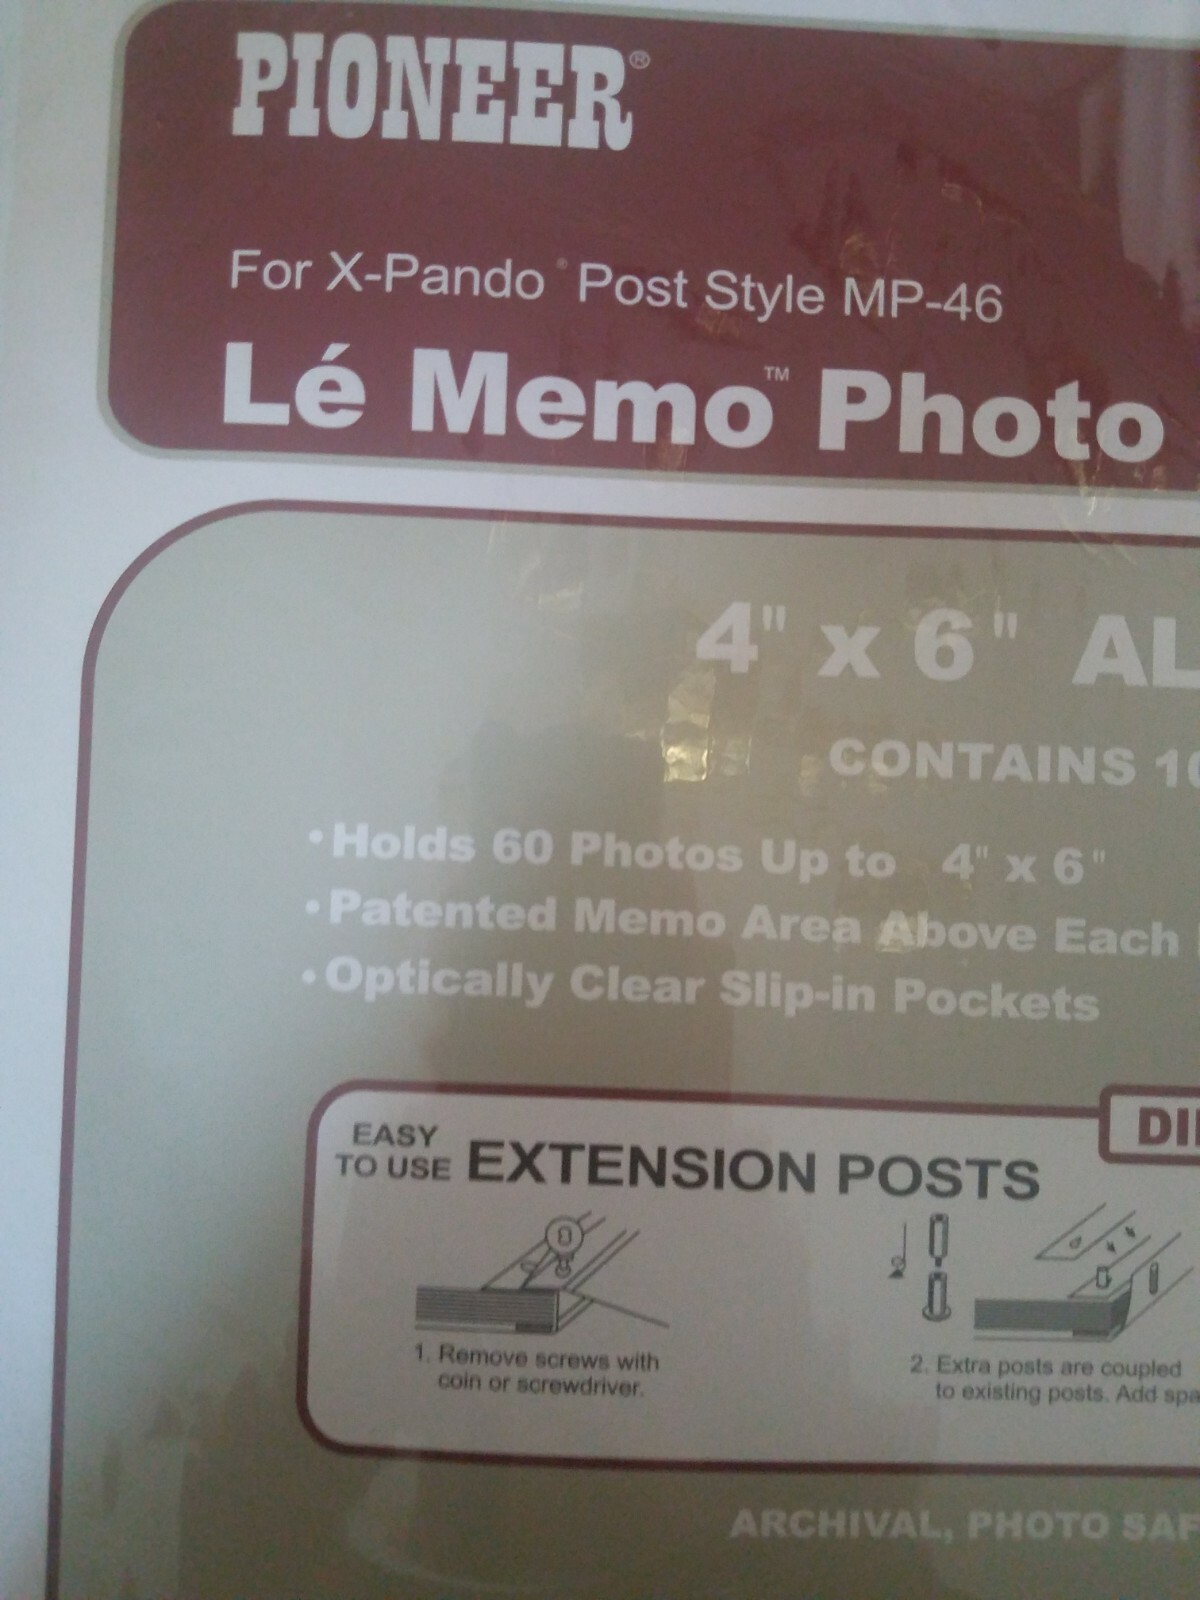 PIONEER®
For X-Pando® Post Style MP-46
Lé Memo™ Photo
4" x 6" AL
CONTAINS 10
•Holds 60 Photos Up to 4" x 6"
•Patented Memo Area Above Each
•Optically Clear Slip-in Pockets
DI
EASY
TO USE EXTENSION POSTS
1. Remove screws with
coin or screwdriver.
2. Extra posts are coupled
to existing posts. Add spa
ARCHIVAL, PHOTO SAF